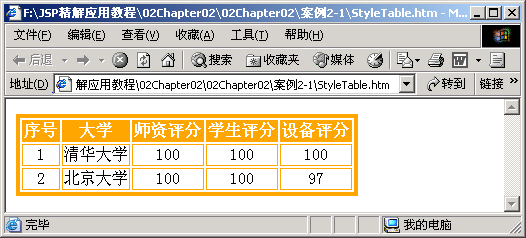 F:\JSP精解应用教程\02Chapter02\02Chapter02\案例2-1\StyleTable.htm - M...
文件(F) 编辑(E) 查看(V) 收藏(A) 工具(T) 帮助(H)
后退 搜索 收藏夹 媒体
地址(D) 解应用教程\02Chapter02\02Chapter02\案例2-1\StyleTable.htm 转到 链接 »
序号 大学 师资评分 学生评分 设备评分
1 清华大学 100 100 100
2 北京大学 100 100 97
完毕 我的电脑